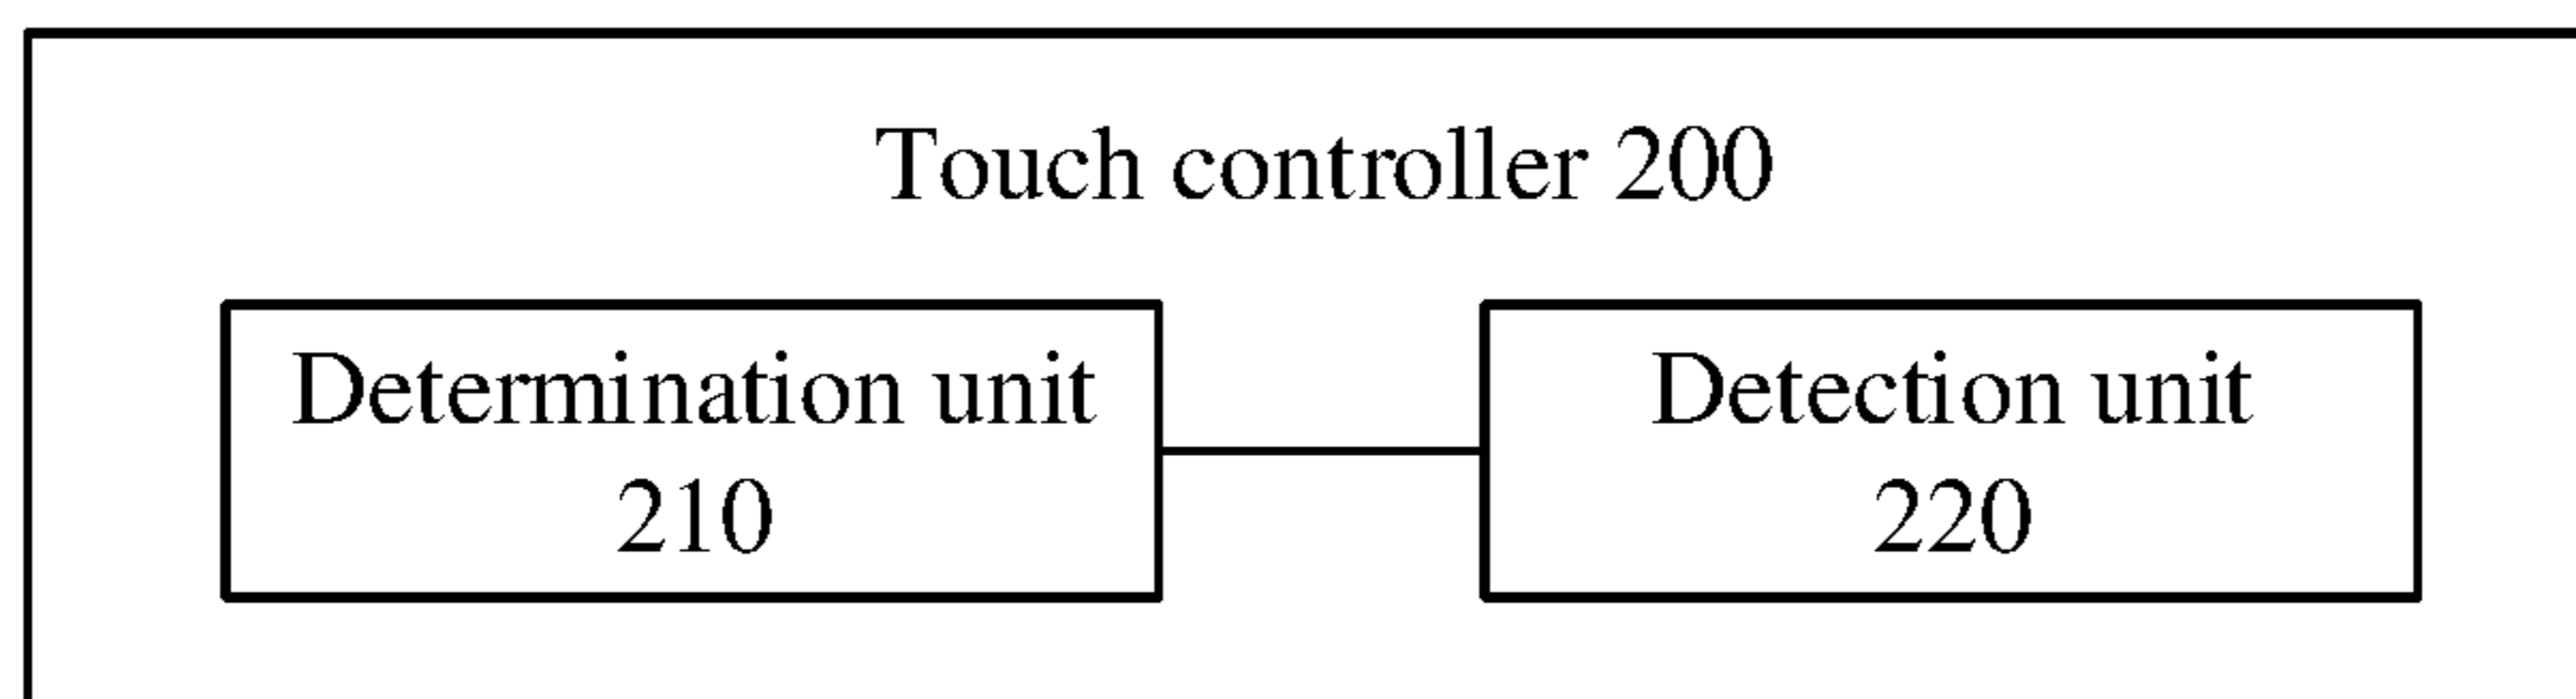 Touch controller 200
Determination unit
210
Detection unit
220